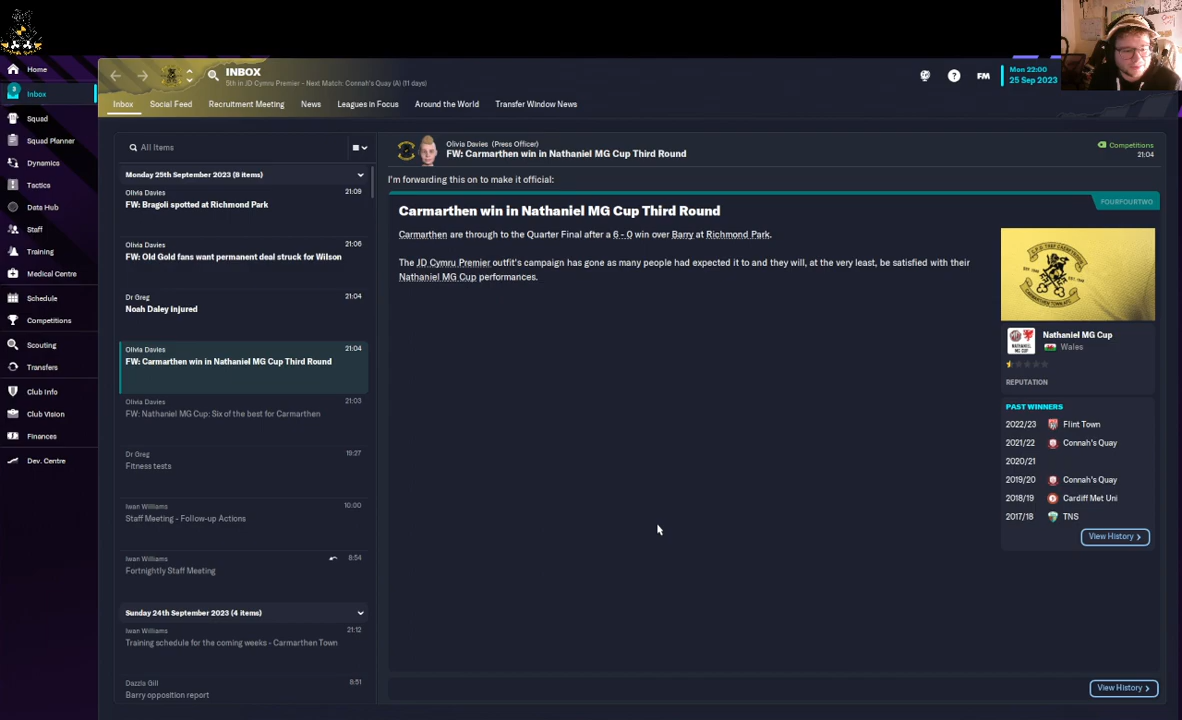 INBOX
5th in JD Cymru Premier - Next Match: Connah's Quay (A) (11 days)
FM
Mon 22:00
25 Sep 2023
Home
3
Inbox
Squad
Squad Planner
Dynamics
Tactics
Data Hub
Staff
Training
Medical Centre
Schedule
Competitions
Scouting
Transfers
Club Info
Club Vision
Finances
Dev. Centre
Inbox
Social Feed
Recruitment Meeting
News
Leagues in Focus
Around the World
Transfer Window News
All Items
Monday 25th September 2023 (8 items)
Olivia Davies 21:09
FW: Bragoli spotted at Richmond Park
Olivia Davies 21:06
FW: Old Gold fans want permanent deal struck for Wilson
Dr Greg 21:04
Noah Daley injured
Olivia Davies 21:04
FW: Carmarthen win in Nathaniel MG Cup Third Round
Olivia Davies 21:03
FW: Nathaniel MG Cup: Six of the best for Carmarthen
Dr Greg 19:27
Fitness tests
Iwan Williams 10:00
Staff Meeting - Follow-up Actions
Iwan Williams 8:54
Fortnightly Staff Meeting
Sunday 24th September 2023 (4 items)
Iwan Williams 21:12
Training schedule for the coming weeks - Carmarthen Town
Dazzla Gill 8:51
Barry opposition report
Olivia Davies (Press Officer)
FW: Carmarthen win in Nathaniel MG Cup Third Round
Competitions
21:04
I'm forwarding this on to make it official:
FOURFOURTWO
Carmarthen win in Nathaniel MG Cup Third Round
Carmarthen are through to the Quarter Final after a 6 - 0 win over Barry at Richmond Park.
The JD Cymru Premier outfit's campaign has gone as many people had expected it to and they will, at the very least, be satisfied with their
Nathaniel MG Cup performances.
Nathaniel MG Cup
Wales
REPUTATION
PAST WINNERS
2022/23 Flint Town
2021/22 Connah's Quay
2020/21
2019/20 Connah's Quay
2018/19 Cardiff Met Uni
2017/18 TNS
View History
View History